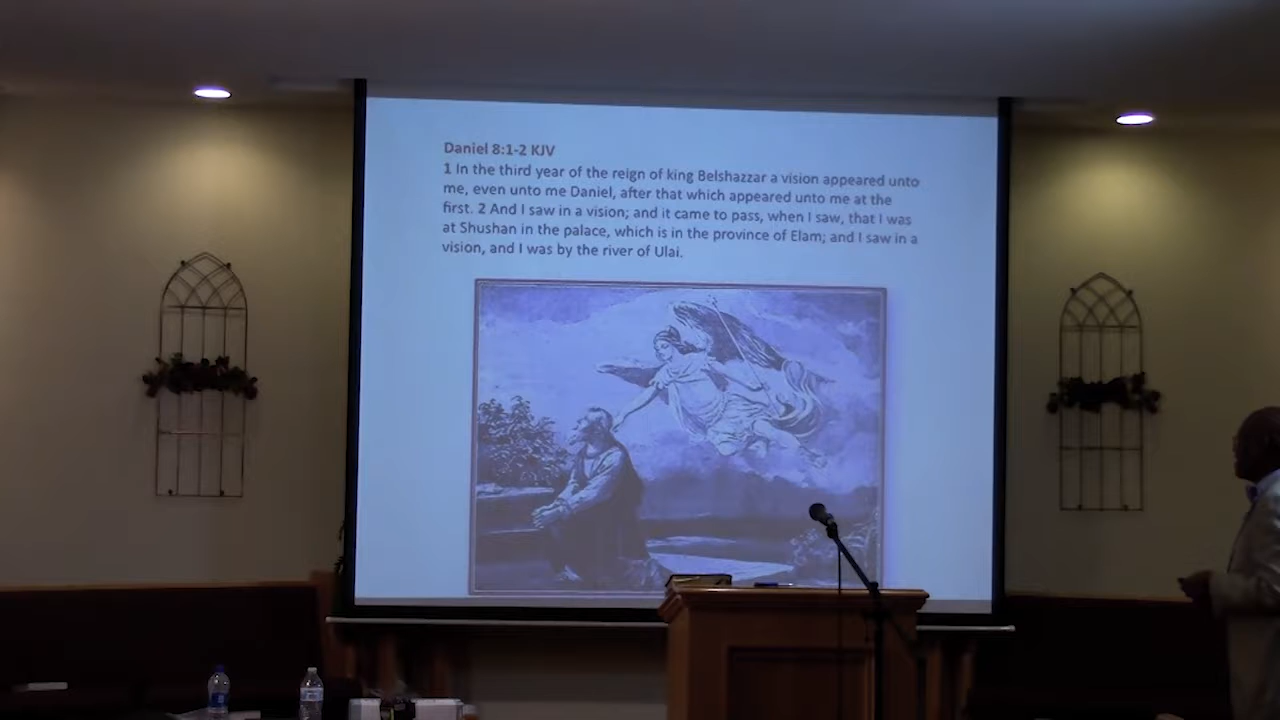 Daniel 8:1-2 KJV
1 In the third year of the reign of king Belshazzar a vision appeared unto
me, even unto me Daniel, after that which appeared unto me at the
first. 2 And I saw in a vision; and it came to pass, when I saw, that I was
at Shushan in the palace, which is in the province of Elam; and I saw in a
vision, and I was by the river of Ulai.